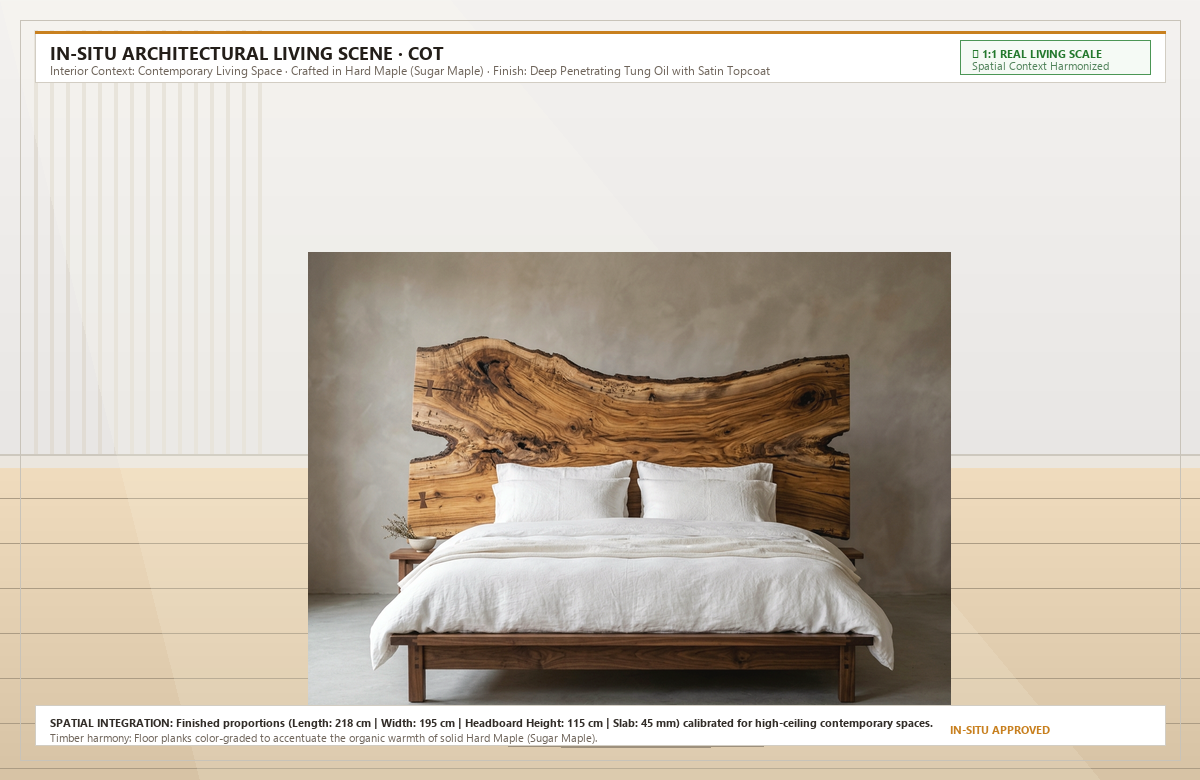 IN-SITU ARCHITECTURAL LIVING SCENE · COT
Interior Context: Contemporary Living Space · Crafted in Hard Maple (Sugar Maple) · Finish: Deep Penetrating Tung Oil with Satin Topcoat
1:1 REAL LIVING SCALE
Spatial Context Harmonized
SPATIAL INTEGRATION: Finished proportions (Length: 218 cm | Width: 195 cm | Headboard Height: 115 cm | Slab: 45 mm) calibrated for high-ceiling contemporary spaces.
Timber harmony: Floor planks color-graded to accentuate the organic warmth of solid Hard Maple (Sugar Maple).
IN-SITU APPROVED